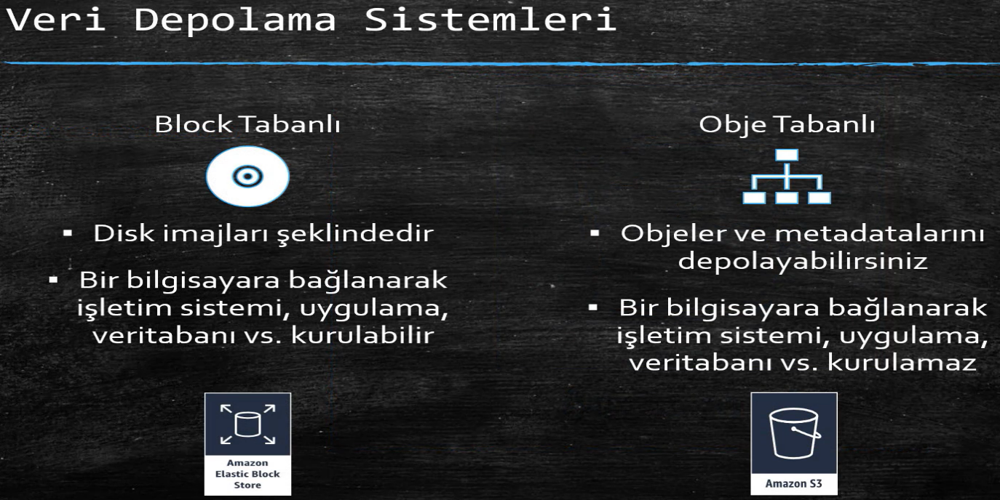 Veri Depolama Sistemleri
Block Tabanlı
▪ Disk imajları şeklindedir
▪ Bir bilgisayara bağlanarak
işletim sistemi, uygulama,
veritabanı vs. kurulabilir
Amazon
Elastic Block
Store
Obje Tabanlı
▪ Objeler ve metadatalarını
depolayabilirsiniz
▪ Bir bilgisayara bağlanarak
işletim sistemi, uygulama,
veritabanı vs. kurulamaz
Amazon S3